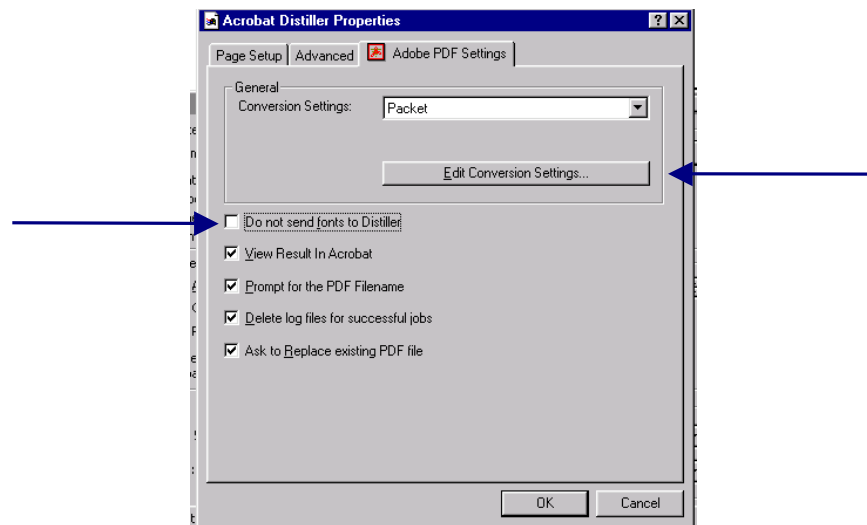 Acrobat Distiller Properties
Page Setup Advanced Adobe PDF Settings
General
Conversion Settings: Packet
Edit Conversion Settings...
Do not send fonts to Distiller
View Result In Acrobat
Prompt for the PDF Filename
Delete log files for successful jobs
Ask to Replace existing PDF file
OK Cancel